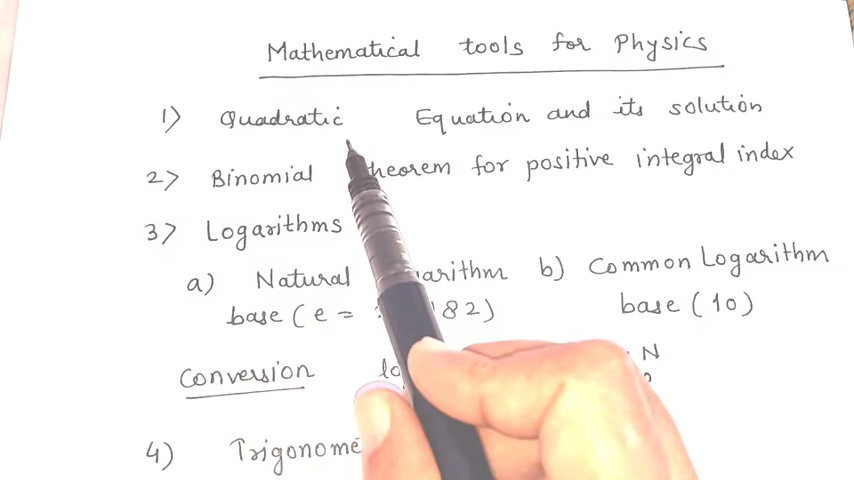 Mathematical tools for Physics
1) Quadratic Equation and its solution
2) Binomial theorem for positive integral index
3) Logarithms
a) Natural b) Common Logarithm
base (e = 82) base (10)
Conversion N
4)